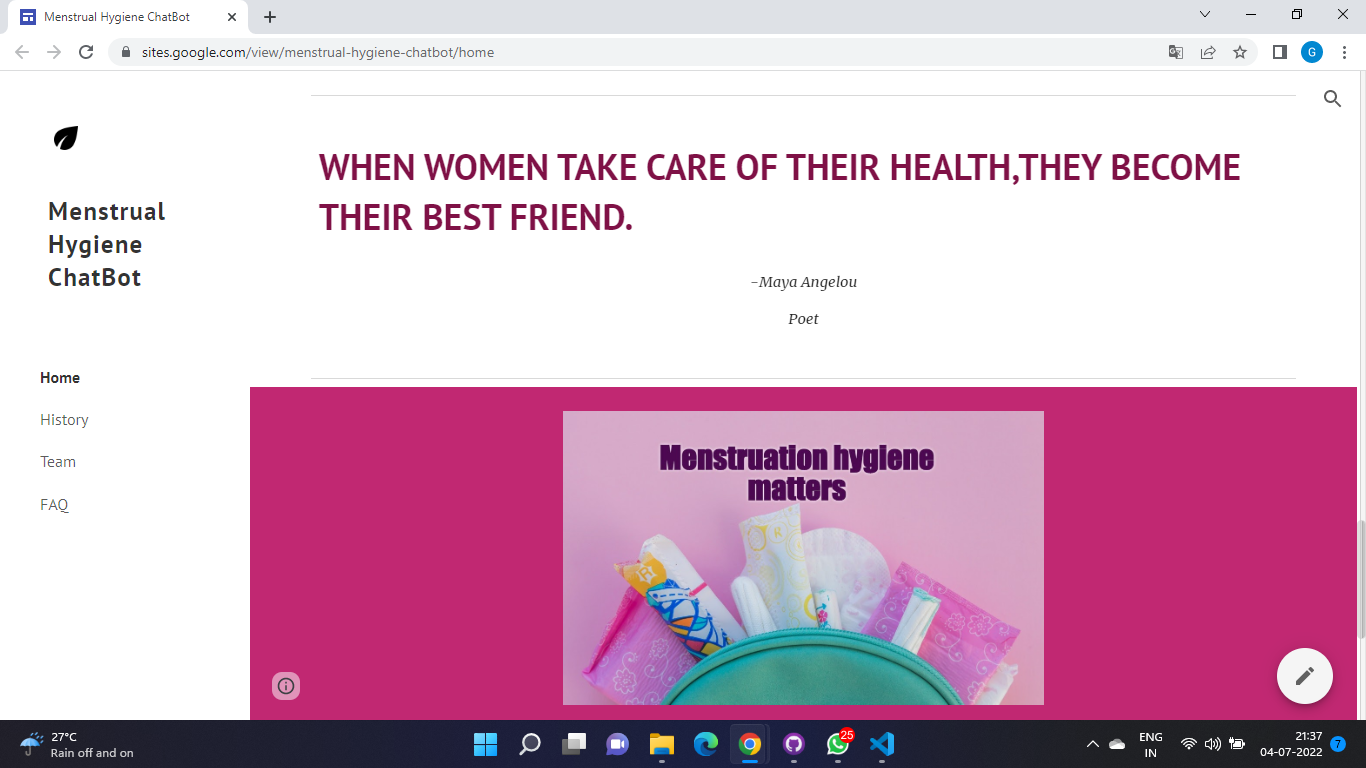 Menstrual Hygiene ChatBot
sites.google.com/view/menstrual-hygiene-chatbot/home
G
Menstrual
Hygiene
ChatBot
Home
History
Team
FAQ
WHEN WOMEN TAKE CARE OF THEIR HEALTH,THEY BECOME
THEIR BEST FRIEND.
-Maya Angelou
Poet
Menstruation hygiene
matters
27°C
Rain off and on
25
ENG
IN
21:37
04-07-2022
7